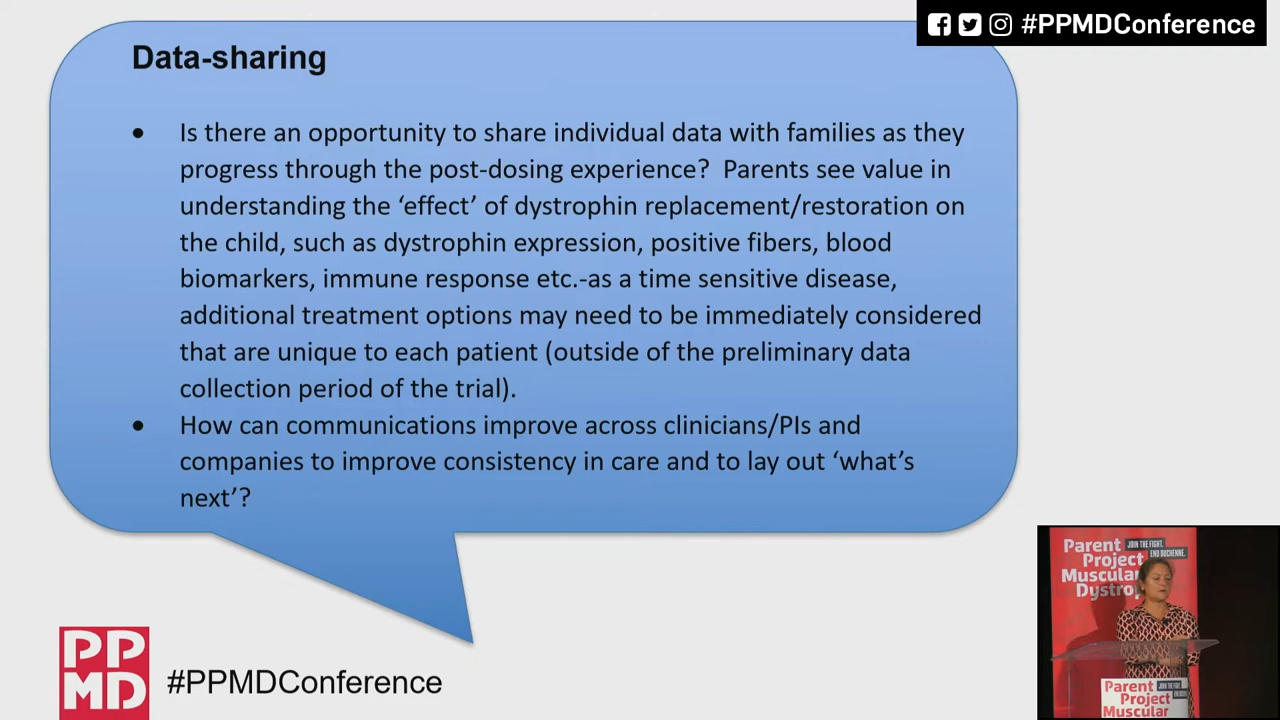 #PPMDConference
Data-sharing
• Is there an opportunity to share individual data with families as they
progress through the post-dosing experience?  Parents see value in
understanding the ‘effect’ of dystrophin replacement/restoration on
the child, such as dystrophin expression, positive fibers, blood
biomarkers, immune response etc.-as a time sensitive disease,
additional treatment options may need to be immediately considered
that are unique to each patient (outside of the preliminary data
collection period of the trial).
• How can communications improve across clinicians/PIs and
companies to improve consistency in care and to lay out ‘what’s
next’?
PP
MD
#PPMDConference
Parent
Project
Muscular
Dystrop
JOIN THE FIGHT.
END DUCHENNE.
Parent
Project
Muscular
JOIN THE FIGHT.